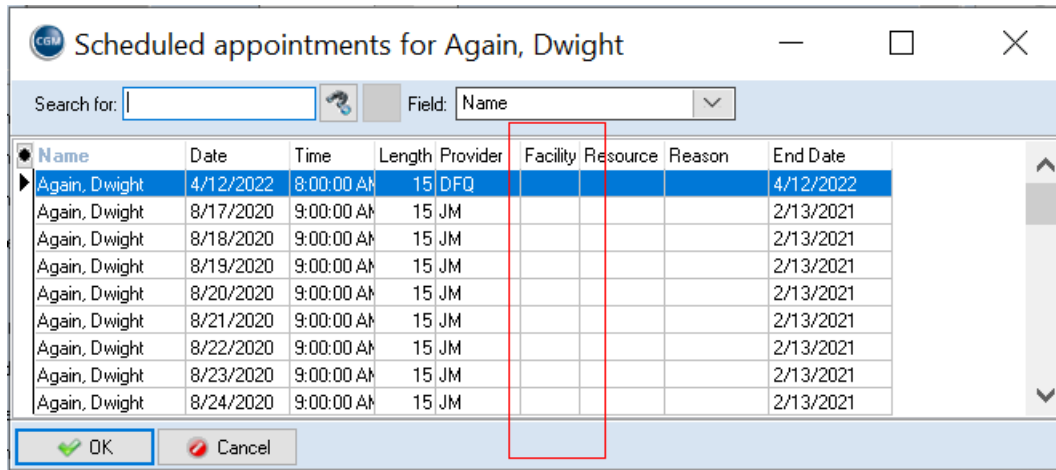 CGM Scheduled appointments for Again, Dwight
Search for: Field: Name
Name Date Time Length Provider Facility Resource Reason End Date
Again, Dwight 4/12/2022 8:00:00 AM 15 DFQ 4/12/2022
Again, Dwight 8/17/2020 9:00:00 AM 15 JM 2/13/2021
Again, Dwight 8/18/2020 9:00:00 AM 15 JM 2/13/2021
Again, Dwight 8/19/2020 9:00:00 AM 15 JM 2/13/2021
Again, Dwight 8/20/2020 9:00:00 AM 15 JM 2/13/2021
Again, Dwight 8/21/2020 9:00:00 AM 15 JM 2/13/2021
Again, Dwight 8/22/2020 9:00:00 AM 15 JM 2/13/2021
Again, Dwight 8/23/2020 9:00:00 AM 15 JM 2/13/2021
Again, Dwight 8/24/2020 9:00:00 AM 15 JM 2/13/2021
OK Cancel